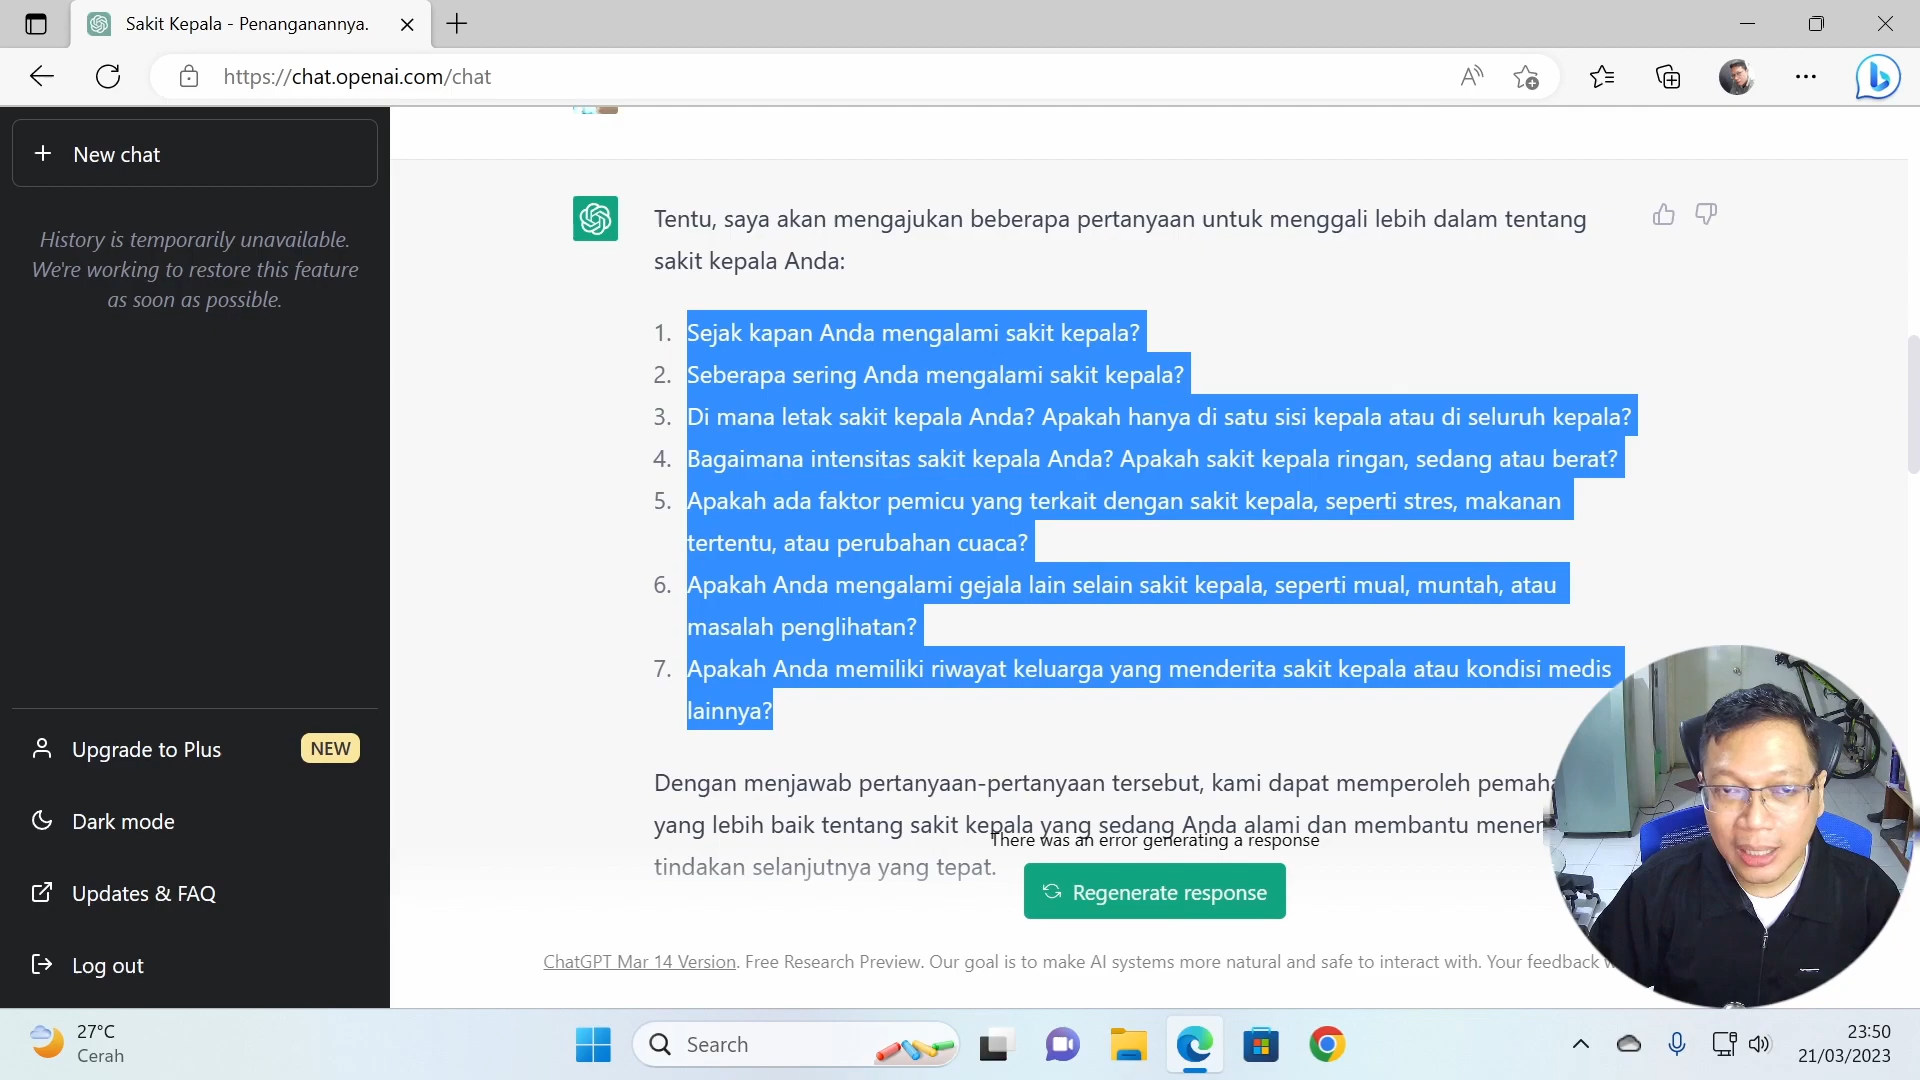 Sakit Kepala - Penanganannya.
https://chat.openai.com/chat
New chat
History is temporarily unavailable.
We're working to restore this feature
as soon as possible.
Tentu, saya akan mengajukan beberapa pertanyaan untuk menggali lebih dalam tentang
sakit kepala Anda:
1. Sejak kapan Anda mengalami sakit kepala?
2. Seberapa sering Anda mengalami sakit kepala?
3. Di mana letak sakit kepala Anda? Apakah hanya di satu sisi kepala atau di seluruh kepala?
4. Bagaimana intensitas sakit kepala Anda? Apakah sakit kepala ringan, sedang atau berat?
5. Apakah ada faktor pemicu yang terkait dengan sakit kepala, seperti stres, makanan
tertentu, atau perubahan cuaca?
6. Apakah Anda mengalami gejala lain selain sakit kepala, seperti mual, muntah, atau
masalah penglihatan?
7. Apakah Anda memiliki riwayat keluarga yang menderita sakit kepala atau kondisi medis
lainnya?
Dengan menjawab pertanyaan-pertanyaan tersebut, kami dapat memperoleh
yang lebih baik tentang sakit kepala yang sedang Anda alami dan membantu
tindakan selanjutnya yang tepat.
There was an error generating a response
Regenerate response
ChatGPT Mar 14 Version. Free Research Preview. Our goal is to make AI systems more natural and safe to interact with. Your feedback
Upgrade to Plus NEW
Dark mode
Updates & FAQ
Log out
27°C
Cerah
Search
23:50
21/03/2023